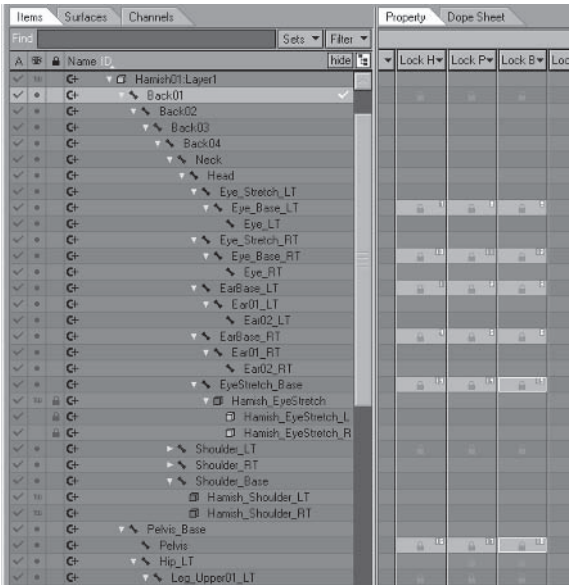 Items Surfaces Channels Property Dope Sheet
Find Sets Filter
A Name ID hide Lock H Lock P Lock B Loc
Hamish01:Layer1
Back01
Back02
Back03
Back04
Neck
Head
Eye_Stretch_LT
Eye_Base_LT
Eye_LT
Eye_Stretch_RT
Eye_Base_RT
Eye_RT
EarBase_LT
Ear01_LT
Ear02_LT
EarBase_RT
Ear01_RT
Ear02_RT
EyeStretch_Base
Hamish_EyeStretch
Hamish_EyeStretch_L
Hamish_EyeStretch_R
Shoulder_LT
Shoulder_RT
Shoulder_Base
Hamish_Shoulder_LT
Hamish_Shoulder_RT
Pelvis_Base
Pelvis
Hip_LT
Leg_Upper01_LT